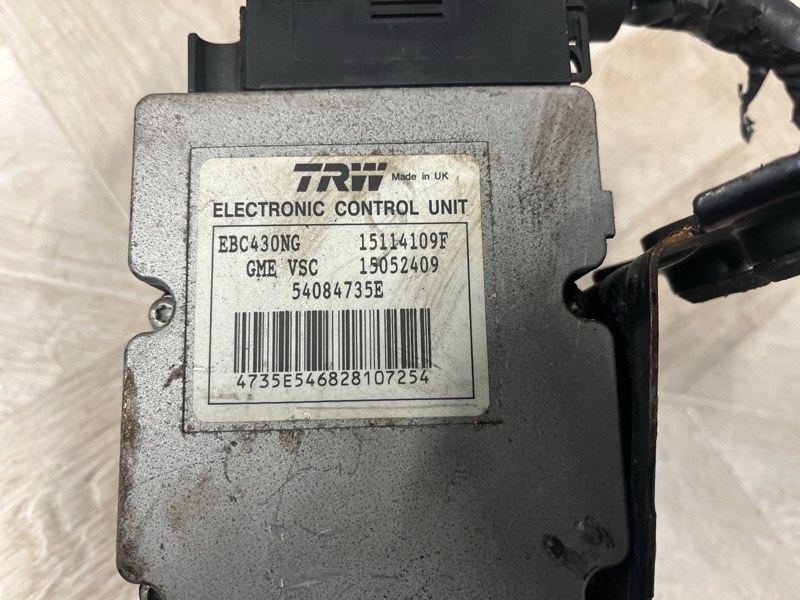 TRW Made in UK
ELECTRONIC CONTROL UNIT
EBC430NG 15114109F
GME VSC 15052409
54084735E
4735E546828107254